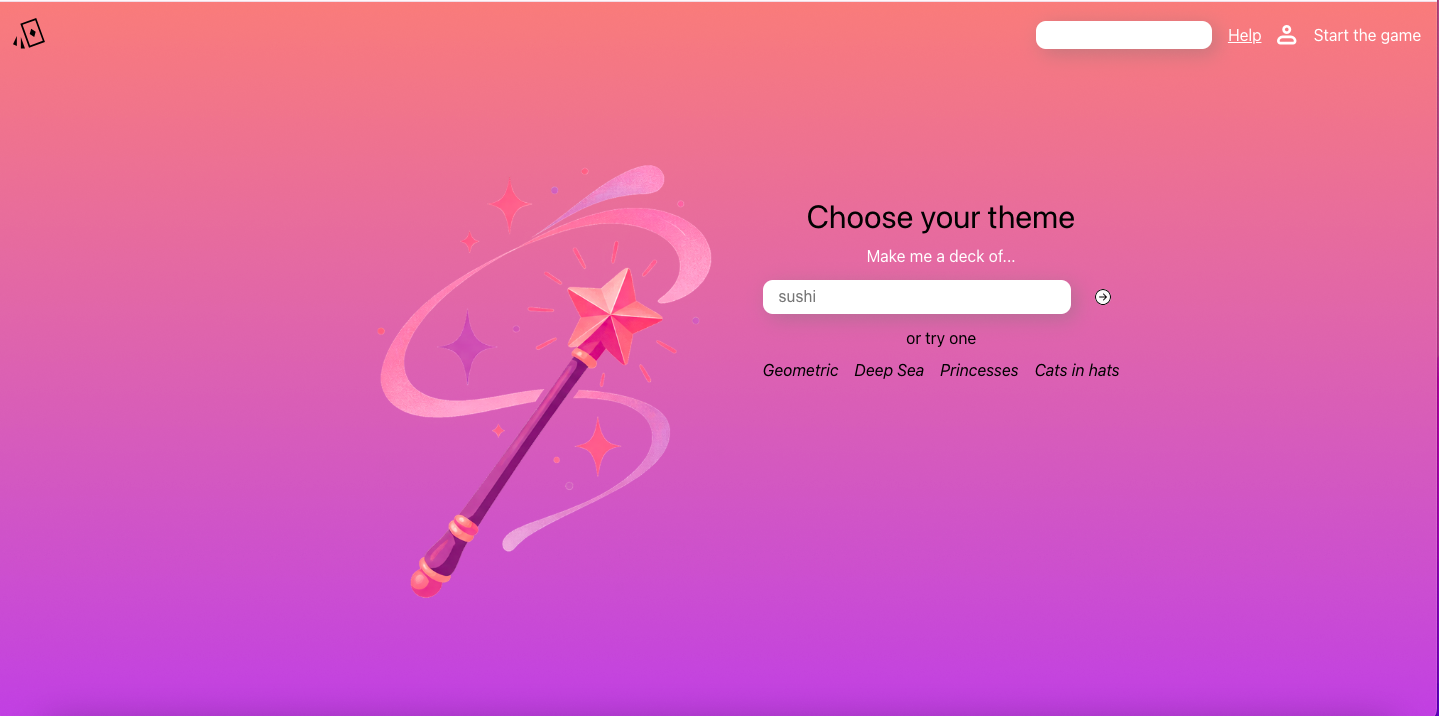 Help
Start the game
Choose your theme
Make me a deck of...
sushi
or try one
Geometric Deep Sea Princesses Cats in hats